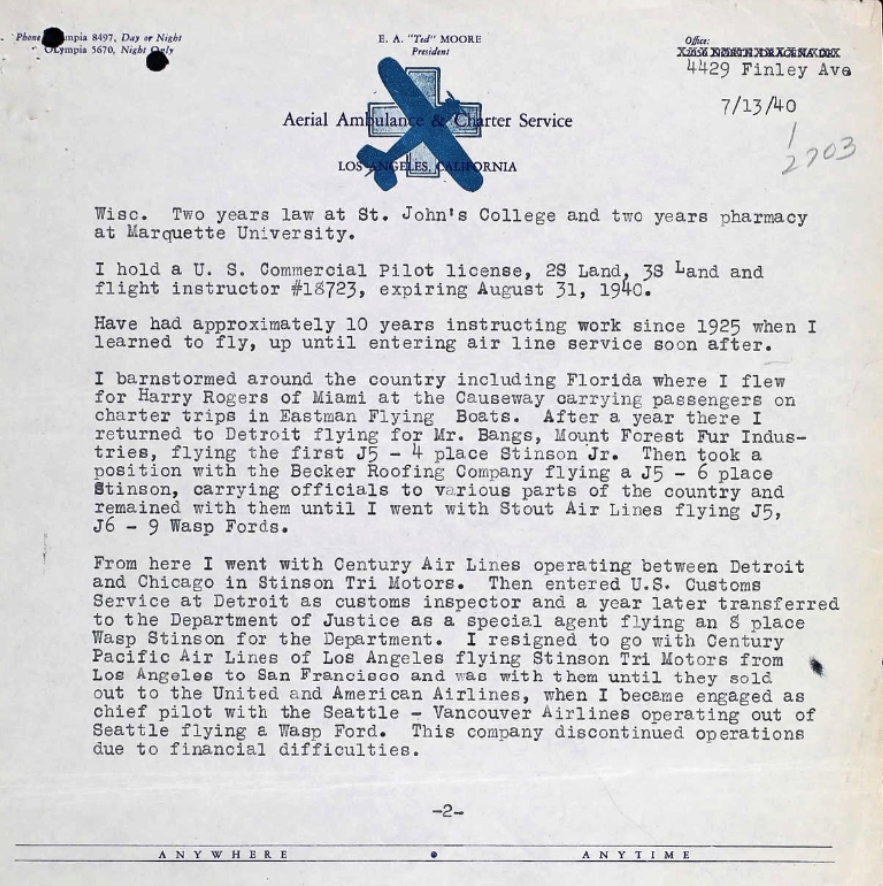 Phone Olympia 8497, Day or Night
OLympia 5670, Night Only
E. A. "Ted" MOORE
President
Office:
4429 Finley Ave
7/13/40
1
2703
Aerial Ambulance & Charter Service
LOS ANGELES, CALIFORNIA
Wisc. Two years law at St. John's College and two years pharmacy
at Marquette University.
I hold a U. S. Commercial Pilot license, 2S Land, 3S Land and
flight instructor #18723, expiring August 31, 1940.
Have had approximately 10 years instructing work since 1925 when I
learned to fly, up until entering air line service soon after.
I barnstormed around the country including Florida where I flew
for Harry Rogers of Miami at the Causeway carrying passengers on
charter trips in Eastman Flying Boats. After a year there I
returned to Detroit flying for Mr. Bangs, Mount Forest Fur Indus-
tries, flying the first J5 - 4 place Stinson Jr. Then took a
position with the Becker Roofing Company flying a J5 - 6 place
Stinson, carrying officials to various parts of the country and
remained with them until I went with Stout Air Lines flying J5,
J6 - 9 Wasp Fords.
From here I went with Century Air Lines operating between Detroit
and Chicago in Stinson Tri Motors. Then entered U.S. Customs
Service at Detroit as customs inspector and a year later transferred
to the Department of Justice as a special agent flying an 8 place
Wasp Stinson for the Department. I resigned to go with Century
Pacific Air Lines of Los Angeles flying Stinson Tri Motors from
Los Angeles to San Francisco and was with them until they sold
out to the United and American Airlines, when I became engaged as
chief pilot with the Seattle - Vancouver Airlines operating out of
Seattle flying a Wasp Ford. This company discontinued operations
due to financial difficulties.
-2-
ANYWHERE • ANYTIME